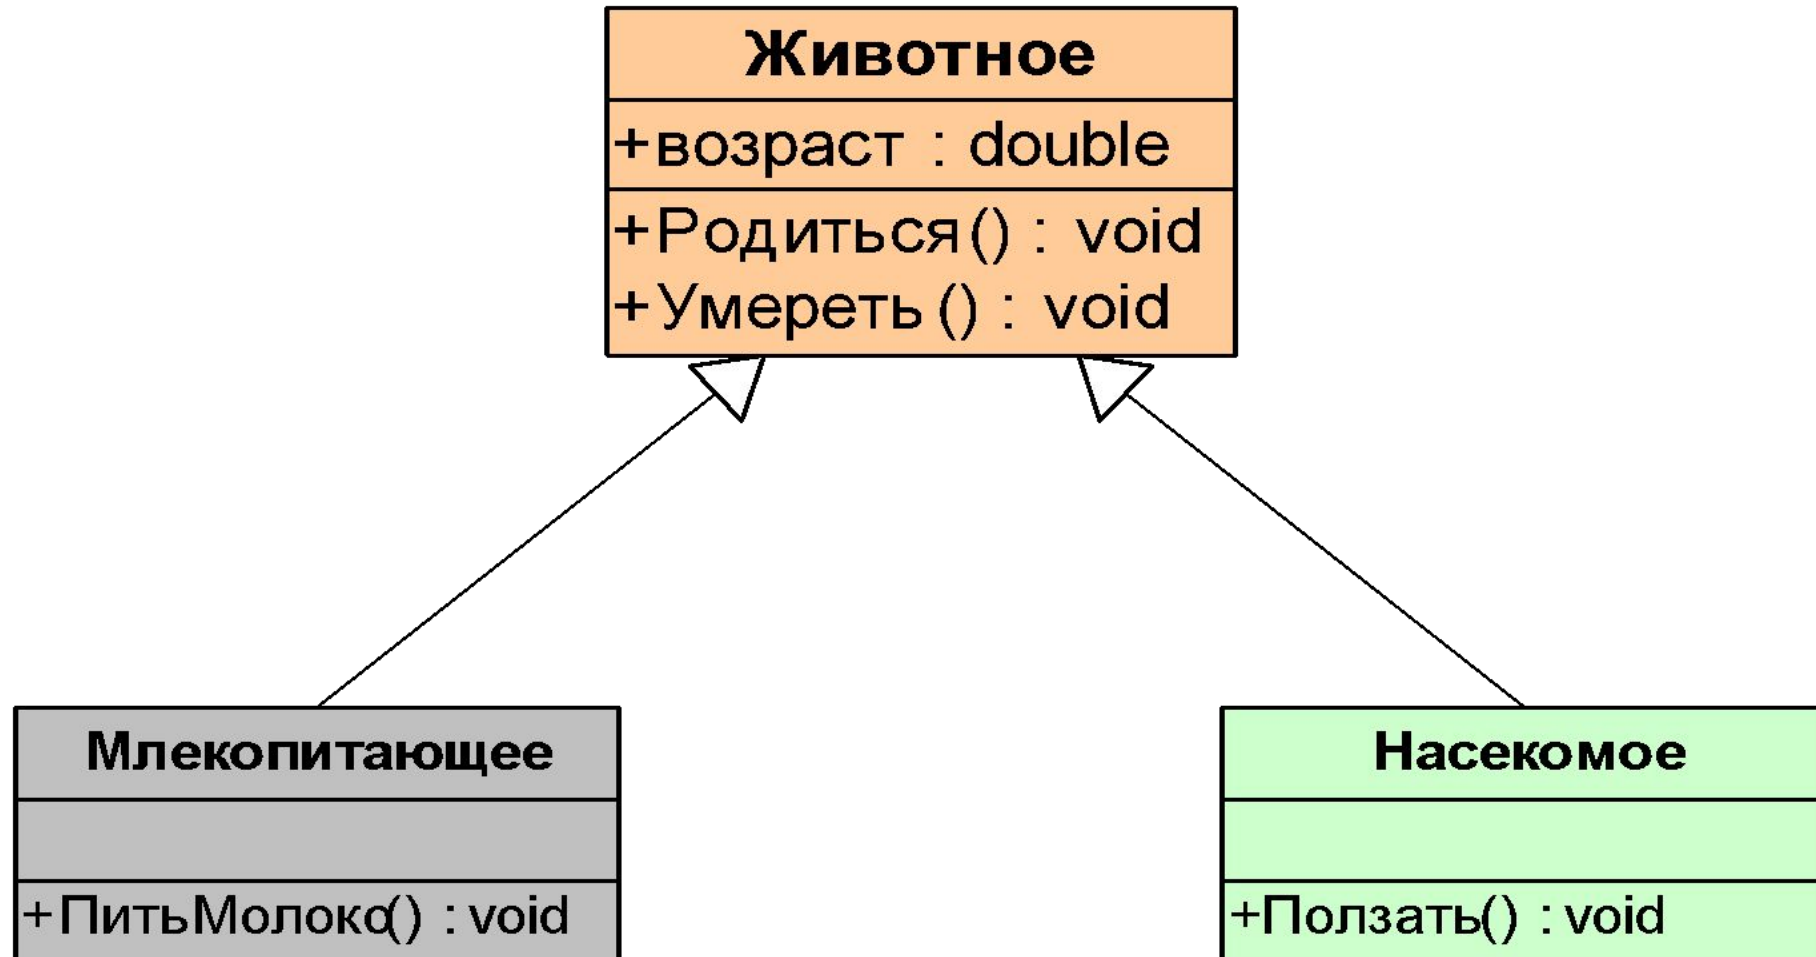 Животное
+возраст : double
+Родиться() : void
+Умереть() : void
Млекопитающее
+ПитьМолоко() : void
Насекомое
+Ползать() : void